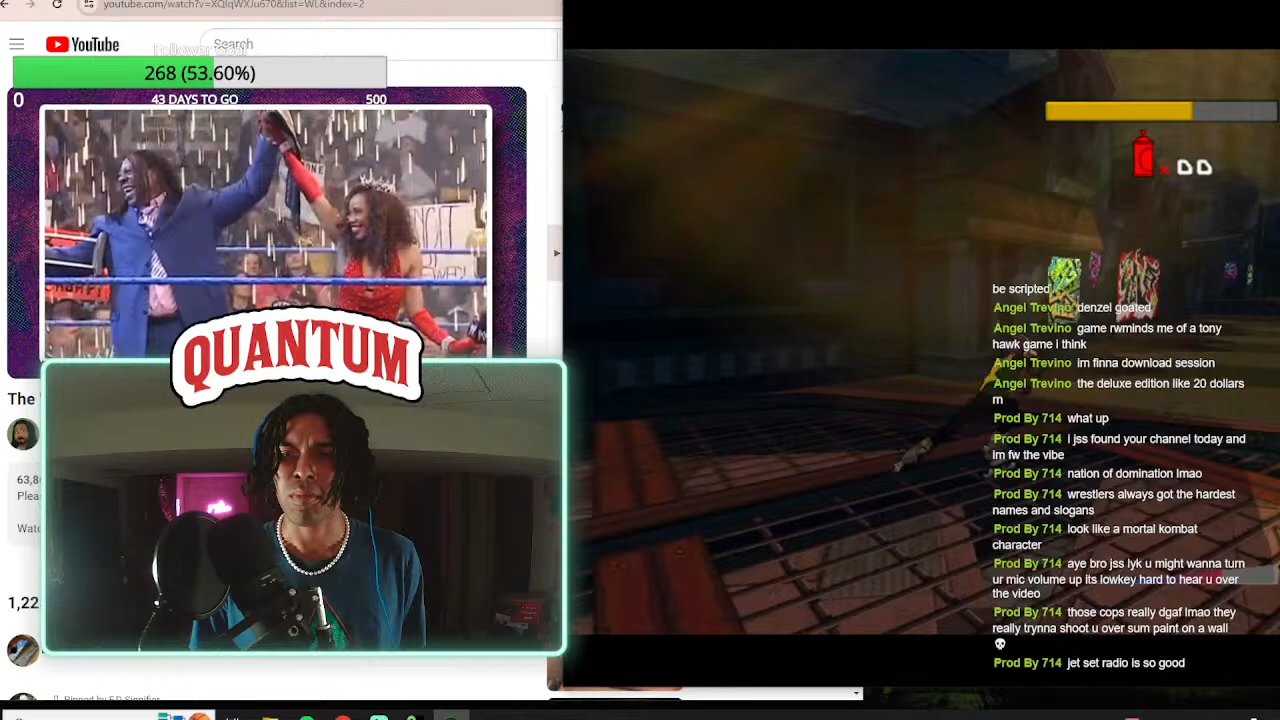 youtube.com/watch?v=XQIqWXJu670&list=WL&index=2
YouTube
Search
268 (53.60%)
0
43 DAYS TO GO
500
QUANTUM
The
63,8
Plea
Wat
1,22
be scripted
Angel Trevino denzel goated
Angel Trevino game rwminds me of a tony
hawk game i think
Angel Trevino im finna download session
Angel Trevino the deluxe edition like 20 dollars
rn
Prod By 714 what up
Prod By 714 i jss found your channel today and
im fw the vibe
Prod By 714 nation of domination lmao
Prod By 714 wrestlers always got the hardest
names and slogans
Prod By 714 look like a mortal kombat
character
Prod By 714 aye bro jss lyk u might wanna turn
ur mic volume up its lowkey hard to hear u over
the video
Prod By 714 those cops really dgaf lmao they
really trynna shoot u over sum paint on a wall
💀
Prod By 714 jet set radio is so good